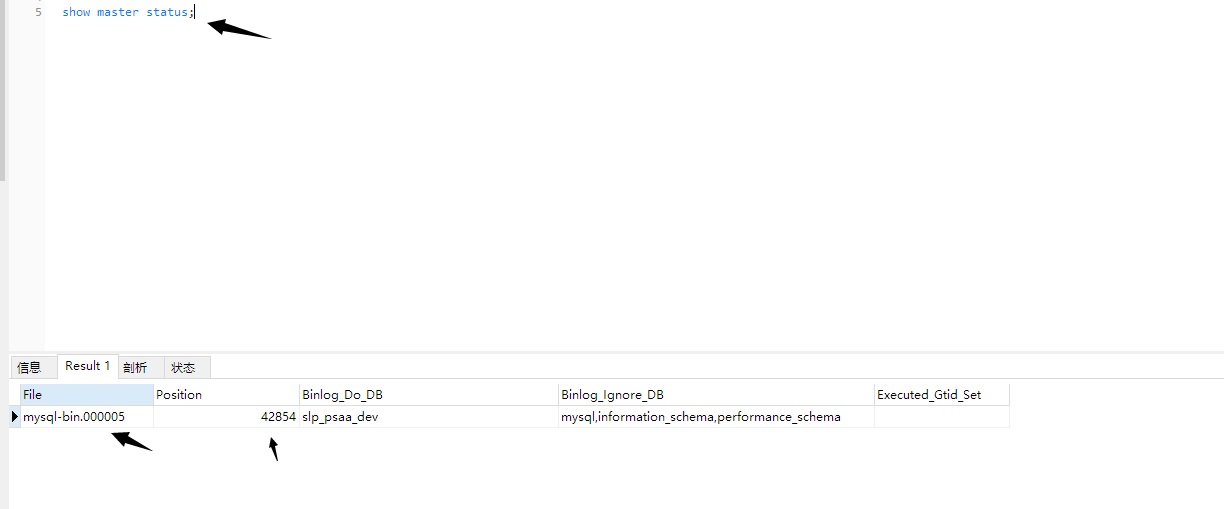 5 show master status;
信息 Result 1 剖析 状态
File Position Binlog_Do_DB Binlog_Ignore_DB Executed_Gtid_Set
mysql-bin.000005 42854 slp_psaa_dev mysql,information_schema,performance_schema